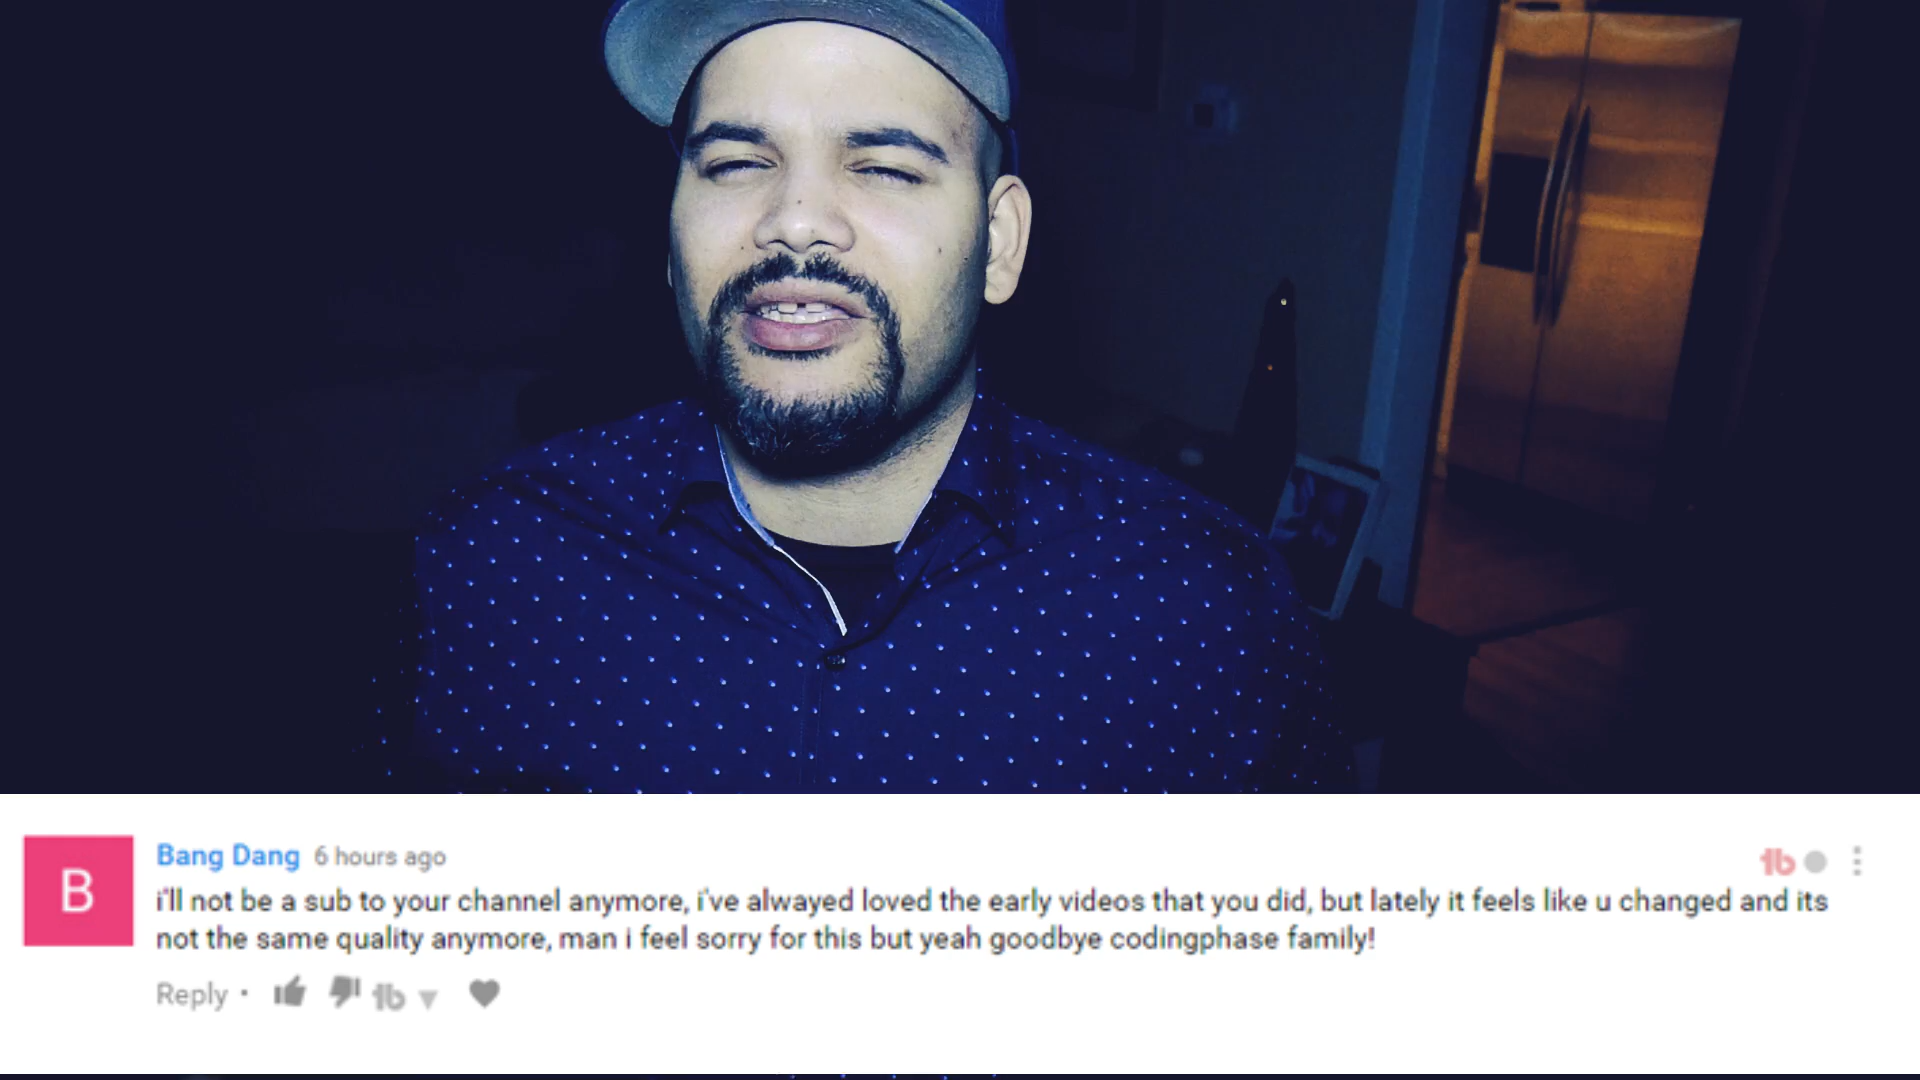 B
Bang Dang 6 hours ago
i'll not be a sub to your channel anymore, i've alwayed loved the early videos that you did, but lately it feels like u changed and its
not the same quality anymore, man i feel sorry for this but yeah goodbye codingphase family!
Reply •